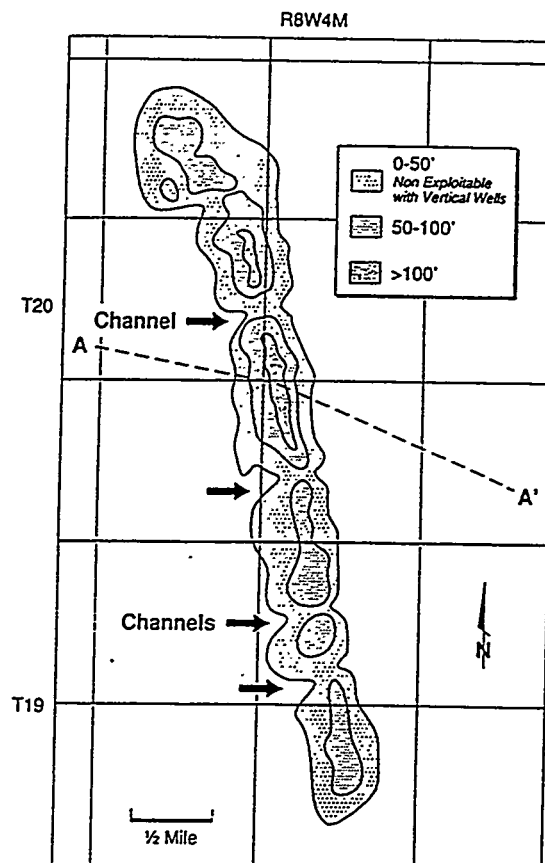 R8W4M
0-50'
Non Exploitable
with Vertical Wells
50-100'
>100'
T20
Channel
A
A'
Channels
N
T19
½ Mile